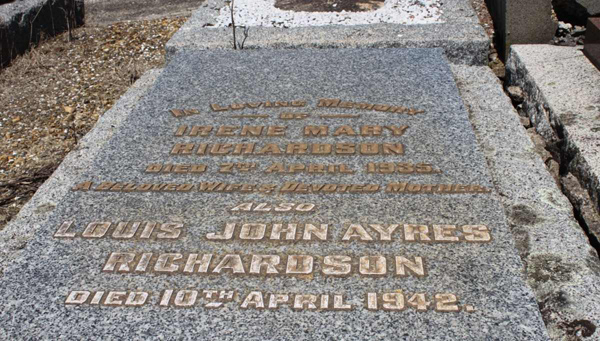 In Loving Memory
OF
IRENE MARY
RICHARDSON
DIED 7TH APRIL 1935.
A BELOVED WIFE & DEVOTED MOTHER.
ALSO
LOUIS JOHN AYRES
RICHARDSON
DIED 10TH APRIL 1942.